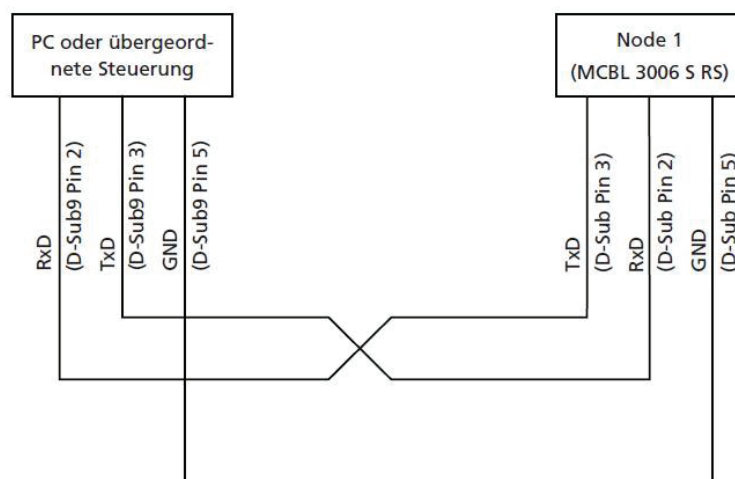 PC oder übergeord-
nete Steuerung
Node 1
(MCBL 3006 S RS)
RxD
(D-Sub9 Pin 2)
TxD
(D-Sub9 Pin 3)
GND
(D-Sub9 Pin 5)
TxD
(D-Sub Pin 3)
RxD
(D-Sub Pin 2)
GND
(D-Sub Pin 5)